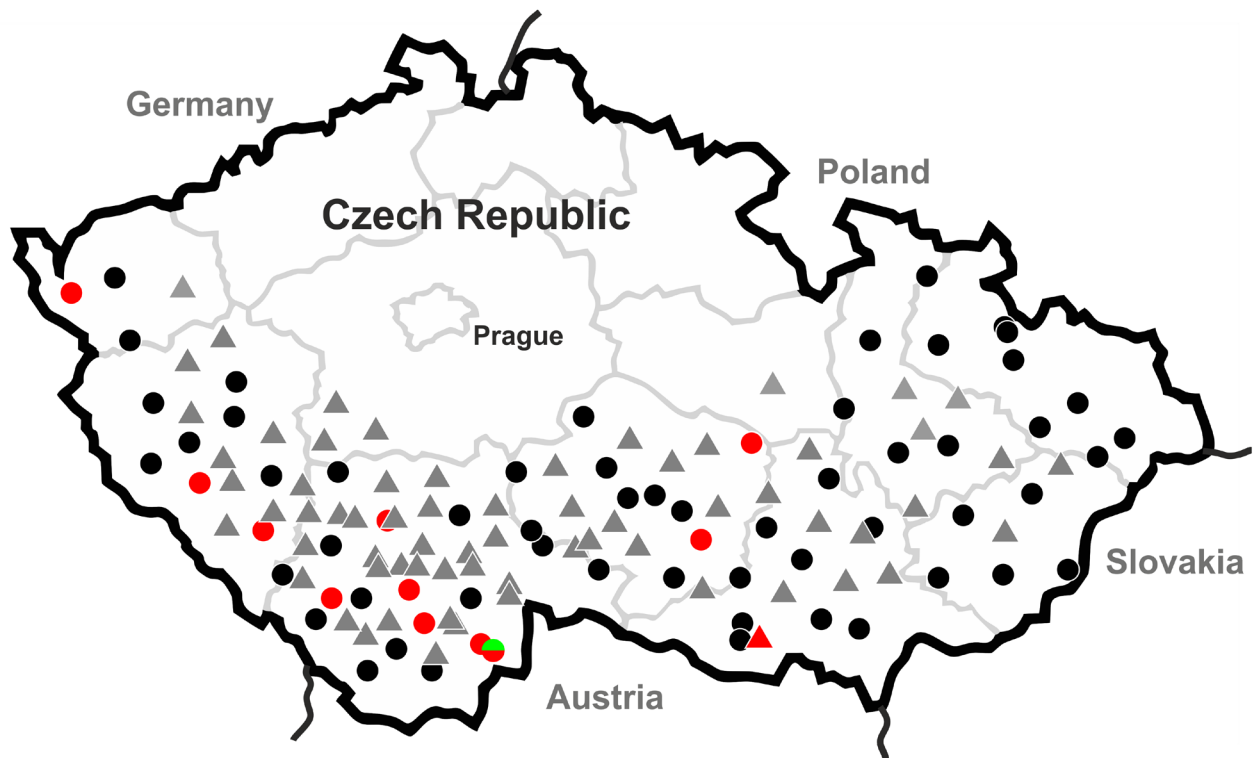 Germany
Poland
Czech Republic
Prague
Slovakia
Austria